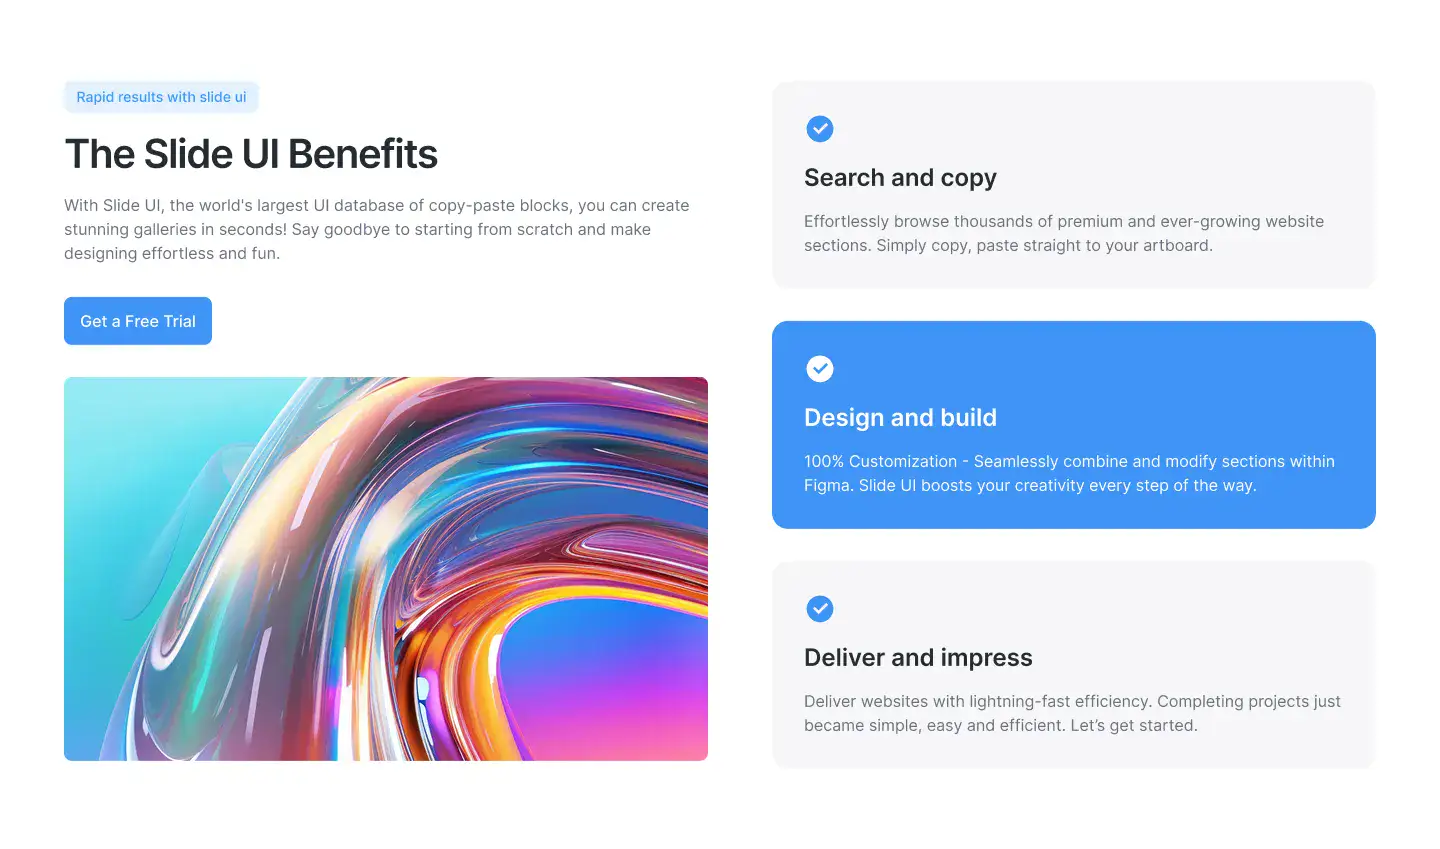 Rapid results with slide ui
The Slide UI Benefits
With Slide UI, the world's largest UI database of copy-paste blocks, you can create
stunning galleries in seconds! Say goodbye to starting from scratch and make
designing effortless and fun.
Get a Free Trial
Search and copy
Effortlessly browse thousands of premium and ever-growing website
sections. Simply copy, paste straight to your artboard.
Design and build
100% Customization - Seamlessly combine and modify sections within
Figma. Slide UI boosts your creativity every step of the way.
Deliver and impress
Deliver websites with lightning-fast efficiency. Completing projects just
became simple, easy and efficient. Let’s get started.